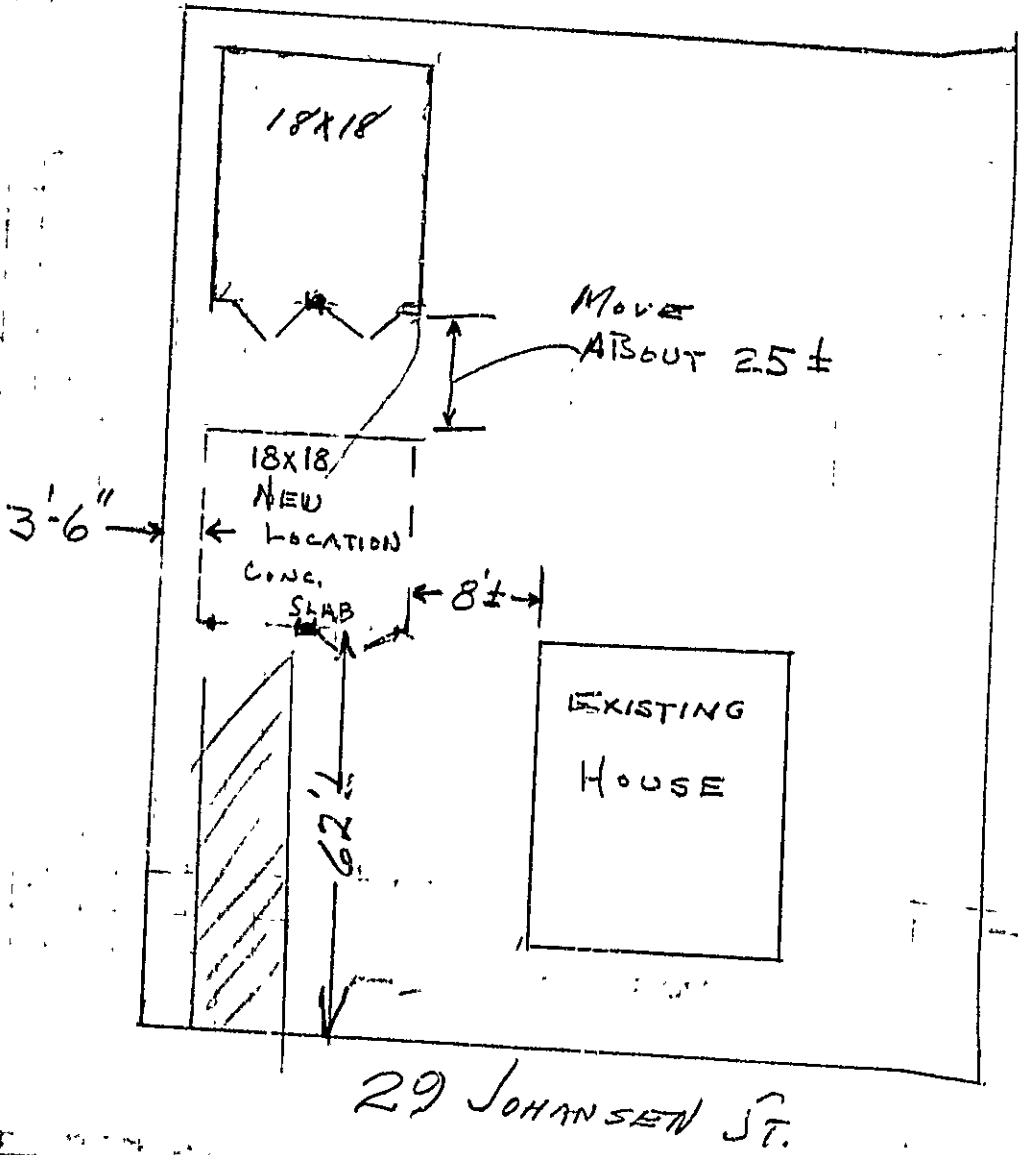 18X18
MOVE
ABOUT 25 ±
18X18
NEW
LOCATION
CONC.
SLAB
3'-6"
8'±
EXISTING
HOUSE
62'±
29 JOHANSEN ST.